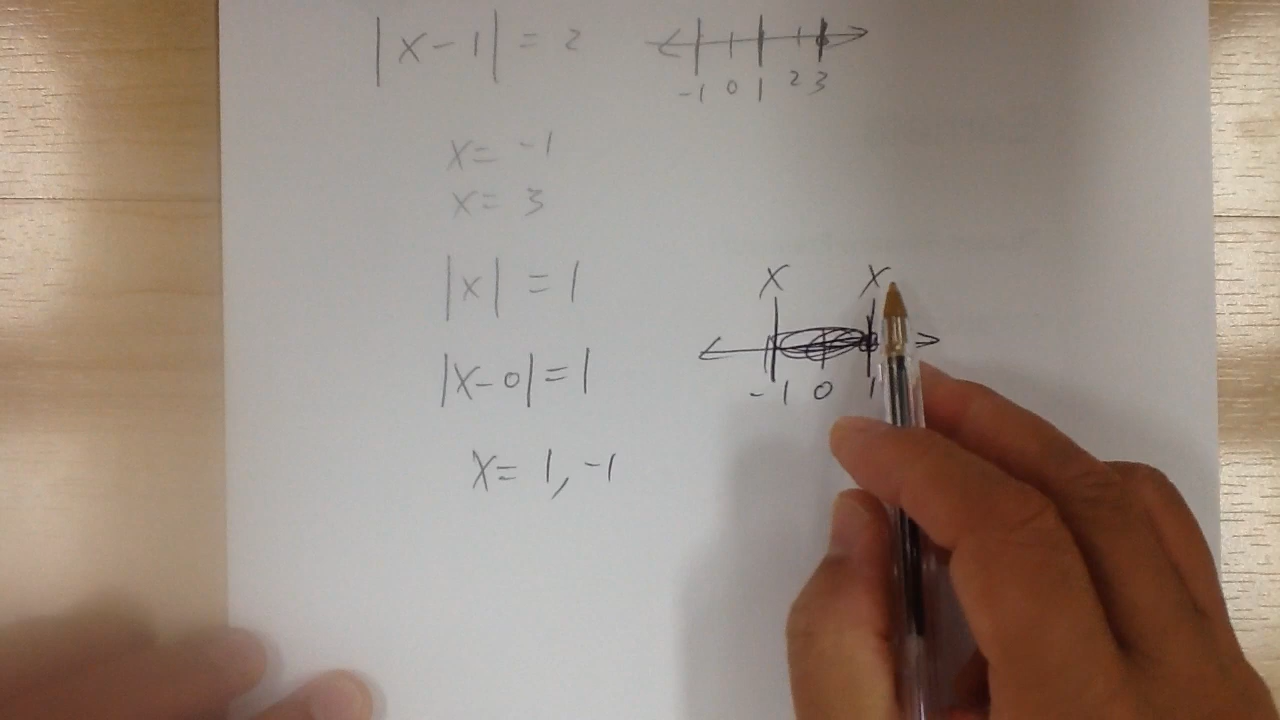 |x-1| = 2
-1 0 1 2 3
x= -1
x= 3
|x| = 1
x x
|x-0|=1
-1 0 1
x= 1, -1